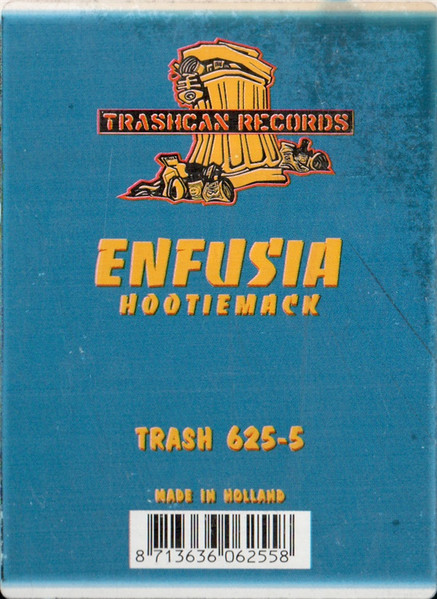 TRASHCAN RECORDS
ENFUSIA
HOOTIEMACK
TRASH 625-5
MADE IN HOLLAND
8 713636 062558